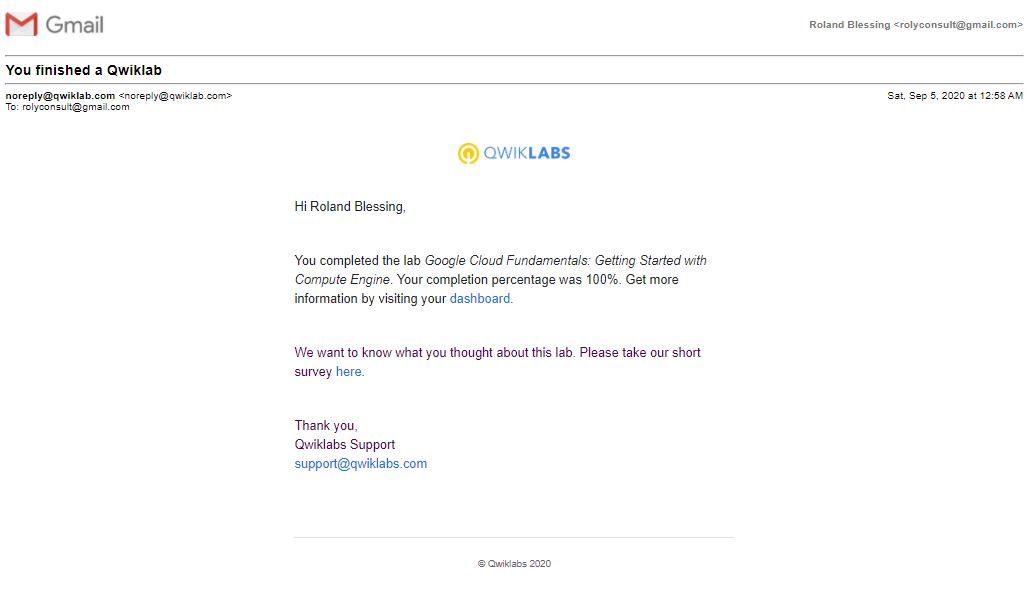 Gmail
Roland Blessing <rolyconsult@gmail.com>
You finished a Qwiklab
noreply@qwiklab.com <noreply@qwiklab.com>
Sat, Sep 5, 2020 at 12:58 AM
To: rolyconsult@gmail.com
QWIKLABS
Hi Roland Blessing,
You completed the lab Google Cloud Fundamentals: Getting Started with
Compute Engine. Your completion percentage was 100%. Get more
information by visiting your dashboard.
We want to know what you thought about this lab. Please take our short
survey here.
Thank you,
Qwiklabs Support
support@qwiklabs.com
© Qwiklabs 2020